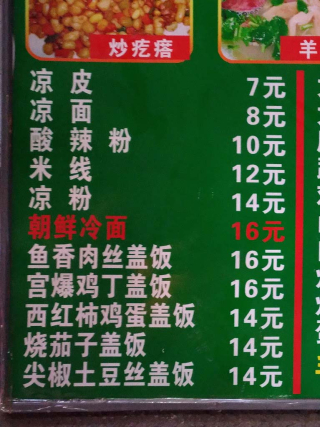 炒疙瘩
羊
凉 皮 7元
凉 面 8元
酸 辣 粉 10元
米 线 12元
凉 粉 14元
朝鲜冷面 16元
鱼香肉丝盖饭 16元
宫爆鸡丁盖饭 16元
西红柿鸡蛋盖饭 14元
烧茄子盖饭 14元
尖椒土豆丝盖饭 14元